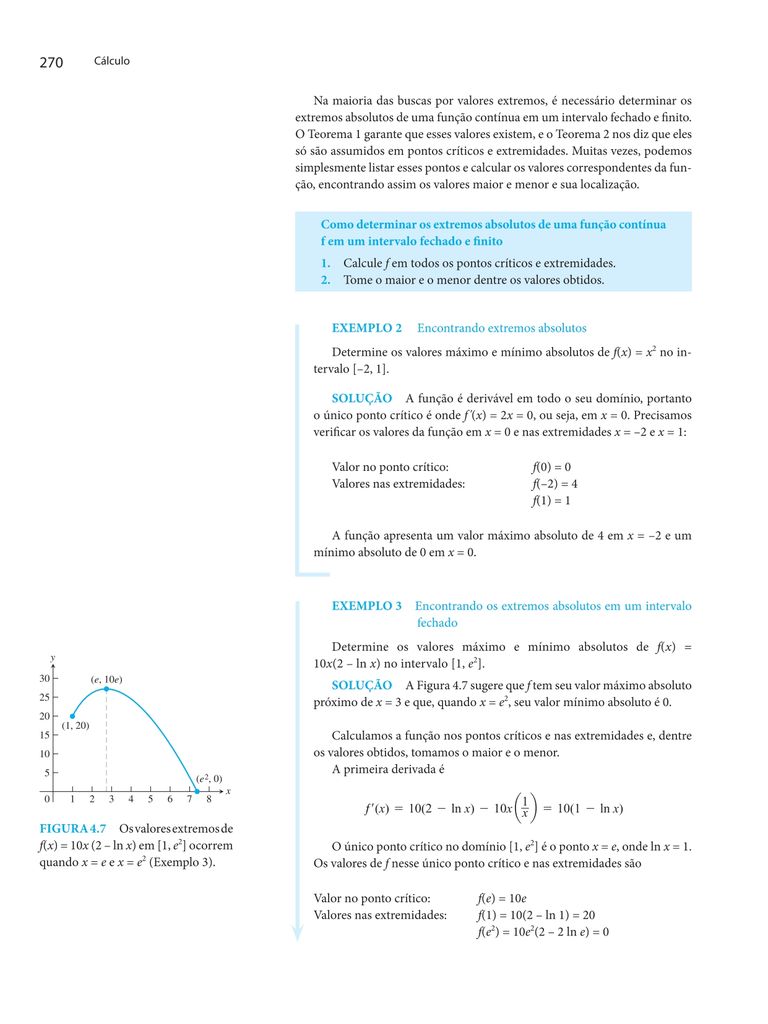 270 Cálculo
Na maioria das buscas por valores extremos, é necessário determinar os
extremos absolutos de uma função contínua em um intervalo fechado e finito.
O Teorema 1 garante que esses valores existem, e o Teorema 2 nos diz que eles
só são assumidos em pontos críticos e extremidades. Muitas vezes, podemos
simplesmente listar esses pontos e calcular os valores correspondentes da fun-
ção, encontrando assim os valores maior e menor e sua localização.
Como determinar os extremos absolutos de uma função contínua
f em um intervalo fechado e finito
1. Calcule f em todos os pontos críticos e extremidades.
2. Tome o maior e o menor dentre os valores obtidos.
EXEMPLO 2 Encontrando extremos absolutos
Determine os valores máximo e mínimo absolutos de f(x) = x² no in-
tervalo [–2, 1].
SOLUÇÃO A função é derivável em todo o seu domínio, portanto
o único ponto crítico é onde f′(x) = 2x = 0, ou seja, em x = 0. Precisamos
verificar os valores da função em x = 0 e nas extremidades x = –2 e x = 1:
Valor no ponto crítico: f(0) = 0
Valores nas extremidades: f(–2) = 4
f(1) = 1
A função apresenta um valor máximo absoluto de 4 em x = –2 e um
mínimo absoluto de 0 em x = 0.
EXEMPLO 3 Encontrando os extremos absolutos em um intervalo
fechado
Determine os valores máximo e mínimo absolutos de f(x) =
10x(2 – ln x) no intervalo [1, e²].
SOLUÇÃO A Figura 4.7 sugere que f tem seu valor máximo absoluto
próximo de x = 3 e que, quando x = e², seu valor mínimo absoluto é 0.
Calculamos a função nos pontos críticos e nas extremidades e, dentre
os valores obtidos, tomamos o maior e o menor.
A primeira derivada é
f′(x) = 10(2 − ln x) − 10x(1/x) = 10(1 − ln x)
O único ponto crítico no domínio [1, e²] é o ponto x = e, onde ln x = 1.
Os valores de f nesse único ponto crítico e nas extremidades são
Valor no ponto crítico: f(e) = 10e
Valores nas extremidades: f(1) = 10(2 – ln 1) = 20
f(e²) = 10e²(2 – 2 ln e) = 0
y
30 (e, 10e)
25
20
(1, 20)
15
10
5
(e², 0)
x
0 1 2 3 4 5 6 7 8
FIGURA 4.7 Os valores extremos de
f(x) = 10x (2 – ln x) em [1, e²] ocorrem
quando x = e e x = e² (Exemplo 3).